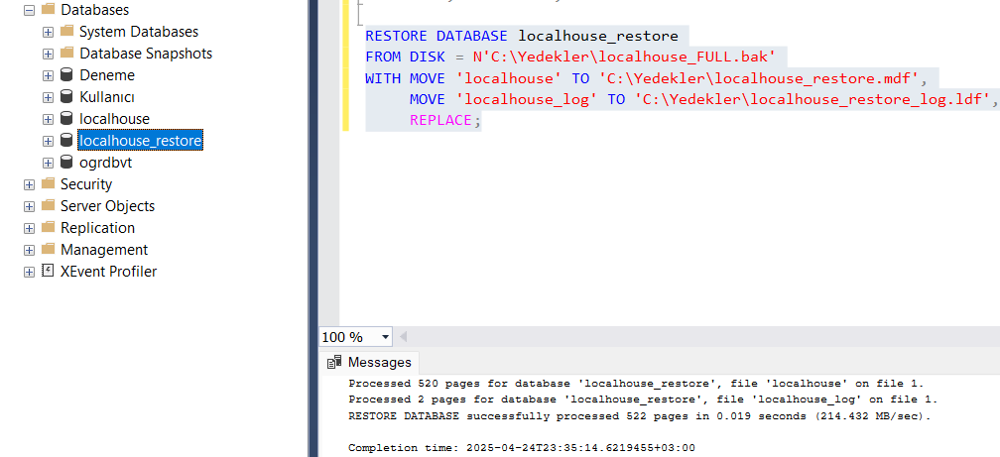 Databases
System Databases
Database Snapshots
Deneme
Kullanıcı
localhouse
localhouse_restore
ogrdbvt
Security
Server Objects
Replication
Management
XEvent Profiler
RESTORE DATABASE localhouse_restore
FROM DISK = N'C:\Yedekler\localhouse_FULL.bak'
WITH MOVE 'localhouse' TO 'C:\Yedekler\localhouse_restore.mdf',
MOVE 'localhouse_log' TO 'C:\Yedekler\localhouse_restore_log.ldf',
REPLACE;
100 %
Messages
Processed 520 pages for database 'localhouse_restore', file 'localhouse' on file 1.
Processed 2 pages for database 'localhouse_restore', file 'localhouse_log' on file 1.
RESTORE DATABASE successfully processed 522 pages in 0.019 seconds (214.432 MB/sec).
Completion time: 2025-04-24T23:35:14.6219455+03:00